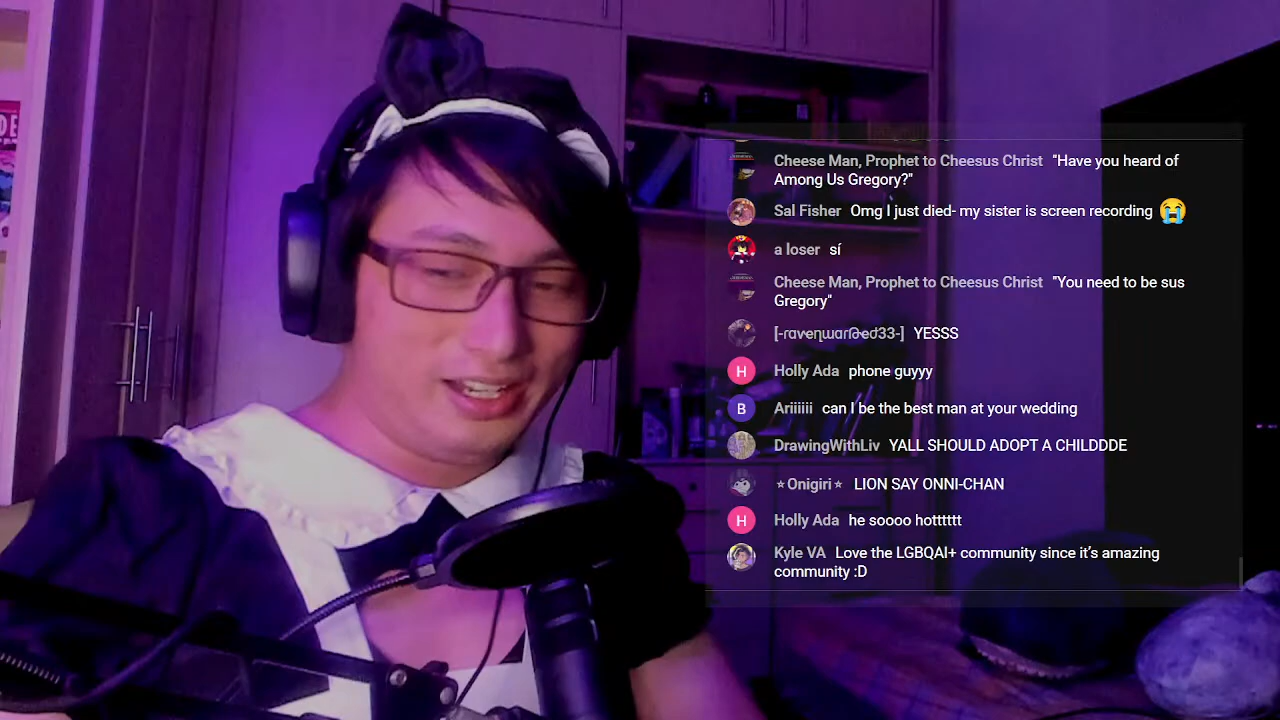 Cheese Man, Prophet to Cheesus Christ "Have you heard of
Among Us Gregory?"
Sal Fisher Omg I just died- my sister is screen recording 😭
a loser sí
Cheese Man, Prophet to Cheesus Christ "You need to be sus
Gregory"
YESSS
Holly Ada phone guyyy
B Ariiiiii can I be the best man at your wedding
DrawingWithLiv YALL SHOULD ADOPT A CHILDDDE
⭐Onigiri⭐ LION SAY ONNI-CHAN
H Holly Ada he soooo hotttttt
Kyle VA Love the LGBQAI+ community since it's amazing
community :D